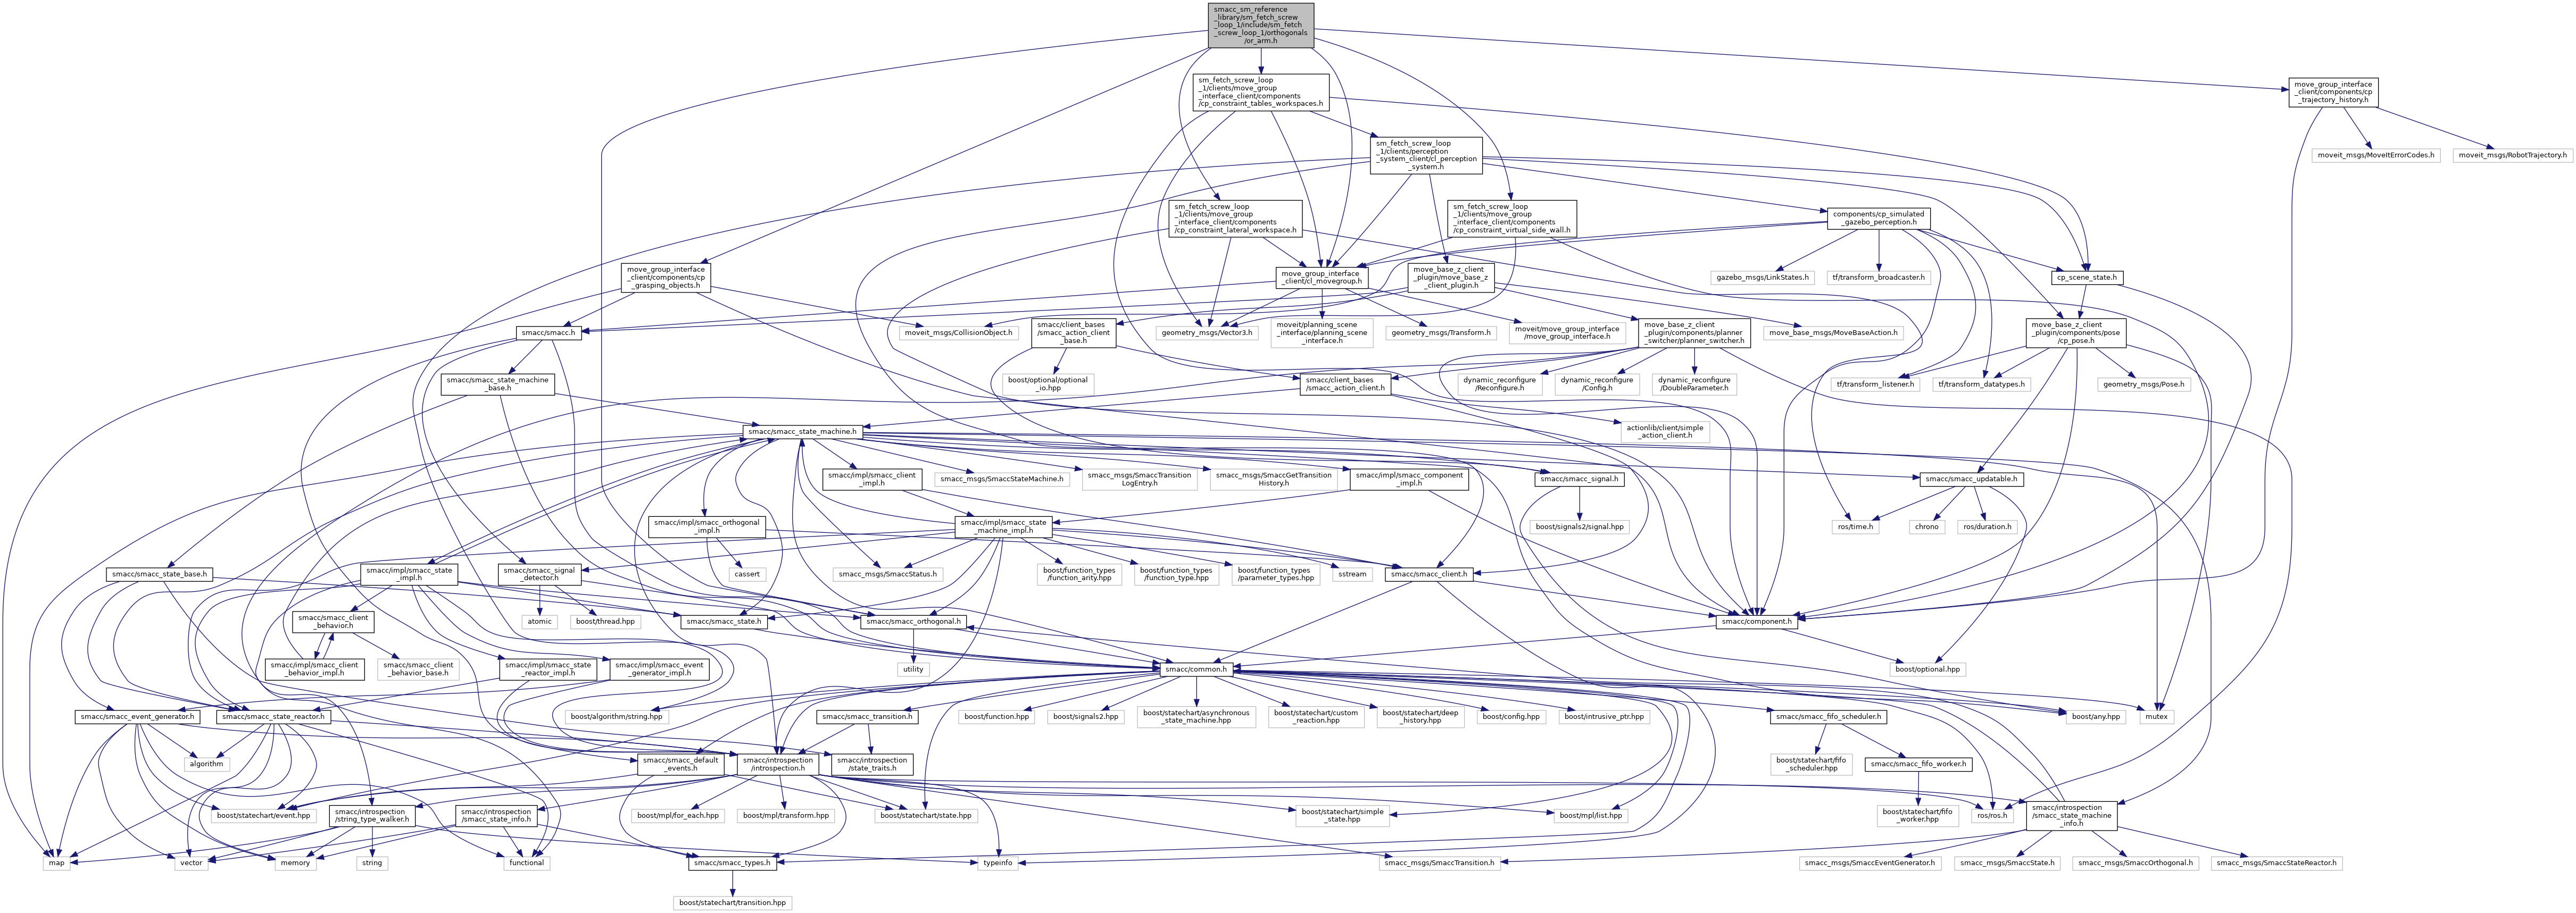 smacc_sm_reference
_library/sm_fetch_screw
_loop_1/include/sm_fetch
_screw_loop_1/orthogonals
/or_arm.h
sm_fetch_screw_loop
_1/clients/move_group
_interface_client/components
/cp_constraint_tables_workspaces.h
move_group_interface
_client/components/cp
_trajectory_history.h
sm_fetch_screw_loop
_1/clients/perception
_system_client/cl_perception
_system.h
moveit_msgs/MoveItErrorCodes.h
moveit_msgs/RobotTrajectory.h
sm_fetch_screw_loop
_1/clients/move_group
_interface_client/components
/cp_constraint_lateral_workspace.h
sm_fetch_screw_loop
_1/clients/move_group
_interface_client/components
/cp_constraint_virtual_side_wall.h
components/cp_simulated
_gazebo_perception.h
move_group_interface
_client/components/cp
_grasping_objects.h
move_group_interface
_client/cl_movegroup.h
move_base_z_client
_plugin/move_base_z
_client_plugin.h
gazebo_msgs/LinkStates.h
tf/transform_broadcaster.h
cp_scene_state.h
smacc/smacc.h
moveit_msgs/CollisionObject.h
smacc/client_bases
/smacc_action_client
_base.h
geometry_msgs/Vector3.h
moveit/planning_scene
_interface/planning_scene
_interface.h
geometry_msgs/Transform.h
moveit/move_group_interface
/move_group_interface.h
move_base_z_client
_plugin/components/planner
_switcher/planner_switcher.h
move_base_msgs/MoveBaseAction.h
move_base_z_client
_plugin/components/pose
/cp_pose.h
smacc/smacc_state_machine
_base.h
boost/optional/optional
_io.hpp
smacc/client_bases
/smacc_action_client.h
dynamic_reconfigure
/Reconfigure.h
dynamic_reconfigure
/Config.h
dynamic_reconfigure
/DoubleParameter.h
tf/transform_listener.h
tf/transform_datatypes.h
geometry_msgs/Pose.h
smacc/smacc_state_machine.h
actionlib/client/simple
_action_client.h
smacc/impl/smacc_client
_impl.h
smacc_msgs/SmaccStateMachine.h
smacc_msgs/SmaccTransition
LogEntry.h
smacc_msgs/SmaccGetTransition
History.h
smacc/impl/smacc_component
_impl.h
smacc/smacc_signal.h
smacc/smacc_updatable.h
smacc/impl/smacc_orthogonal
_impl.h
smacc/impl/smacc_state
_machine_impl.h
boost/signals2/signal.hpp
ros/time.h
chrono
ros/duration.h
smacc/smacc_state_base.h
smacc/impl/smacc_state
_impl.h
smacc/smacc_signal
_detector.h
cassert
smacc_msgs/SmaccStatus.h
boost/function_types
/function_arity.hpp
boost/function_types
/function_type.hpp
boost/function_types
/parameter_types.hpp
sstream
smacc/smacc_client.h
smacc/smacc_client
_behavior.h
atomic
boost/thread.hpp
smacc/smacc_state.h
smacc/smacc_orthogonal.h
smacc/component.h
smacc/impl/smacc_client
_behavior_impl.h
smacc/smacc_client
_behavior_base.h
smacc/impl/smacc_state
_reactor_impl.h
smacc/impl/smacc_event
_generator_impl.h
utility
smacc/common.h
boost/optional.hpp
smacc/smacc_event_generator.h
smacc/smacc_state_reactor.h
boost/algorithm/string.hpp
smacc/smacc_transition.h
boost/function.hpp
boost/signals2.hpp
boost/statechart/asynchronous
_state_machine.hpp
boost/statechart/custom
_reaction.hpp
boost/statechart/deep
_history.hpp
boost/config.hpp
boost/intrusive_ptr.hpp
smacc/smacc_fifo_scheduler.h
boost/any.hpp
mutex
algorithm
smacc/smacc_default
_events.h
smacc/introspection
/introspection.h
smacc/introspection
/state_traits.h
boost/statechart/fifo
_scheduler.hpp
smacc/smacc_fifo_worker.h
boost/statechart/event.hpp
smacc/introspection
/string_type_walker.h
smacc/introspection
/smacc_state_info.h
boost/mpl/for_each.hpp
boost/mpl/transform.hpp
boost/statechart/state.hpp
boost/statechart/simple
_state.hpp
boost/mpl/list.hpp
boost/statechart/fifo
_worker.hpp
ros/ros.h
smacc/introspection
/smacc_state_machine
_info.h
map
vector
memory
string
functional
smacc/smacc_types.h
typeinfo
smacc_msgs/SmaccTransition.h
smacc_msgs/SmaccEventGenerator.h
smacc_msgs/SmaccState.h
smacc_msgs/SmaccOrthogonal.h
smacc_msgs/SmaccStateReactor.h
boost/statechart/transition.hpp